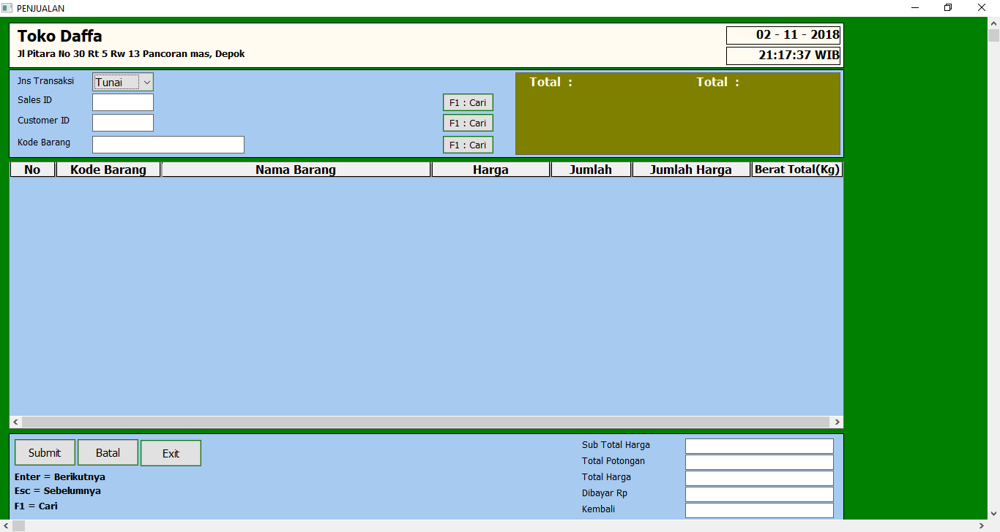 PENJUALAN
Toko Daffa
02 - 11 - 2018
Jl Pitara No 30 Rt 5 Rw 13 Pancoran mas, Depok
21:17:37 WIB
Jns Transaksi Tunai
Total : Total :
Sales ID F1 : Cari
Customer ID F1 : Cari
Kode Barang F1 : Cari
No Kode Barang Nama Barang Harga Jumlah Jumlah Harga Berat Total(Kg)
Submit Batal Exit
Enter = Berikutnya
Esc = Sebelumnya
F1 = Cari
Sub Total Harga
Total Potongan
Total Harga
Dibayar Rp
Kembali